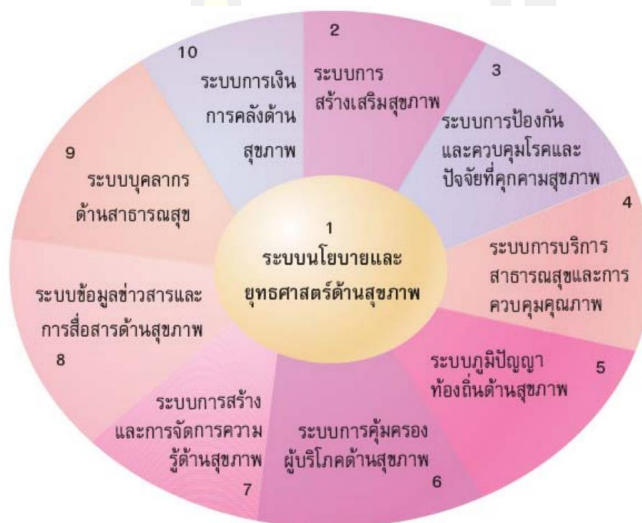 1
ระบบนโยบายและ
ยุทธศาสตร์ด้านสุขภาพ
2
ระบบการ
สร้างเสริมสุขภาพ
3
ระบบการป้องกัน
และควบคุมโรคและ
ปัจจัยที่คุกคามสุขภาพ
4
ระบบการบริการ
สาธารณสุขและการ
ควบคุมคุณภาพ
5
ระบบภูมิปัญญา
ท้องถิ่นด้านสุขภาพ
ระบบการคุ้มครอง
ผู้บริโภคด้านสุขภาพ
6
ระบบการสร้าง
และการจัดการความ
รู้ด้านสุขภาพ
7
ระบบข้อมูลข่าวสารและ
การสื่อสารด้านสุขภาพ
8
9
ระบบบุคลากร
ด้านสาธารณสุข
10
ระบบการเงิน
การคลังด้าน
สุขภาพ